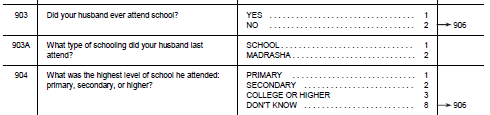 903 Did your husband ever attend school? YES ........................................ 1
NO ........................................ 2 → 906
903A What type of schooling did your husband last SCHOOL ........................................ 1
attend? MADRASHA ........................................ 2
904 What was the highest level of school he attended: PRIMARY ........................................ 1
primary, secondary, or higher? SECONDARY ........................................ 2
COLLEGE OR HIGHER 3
DON'T KNOW ........................................ 8 → 906